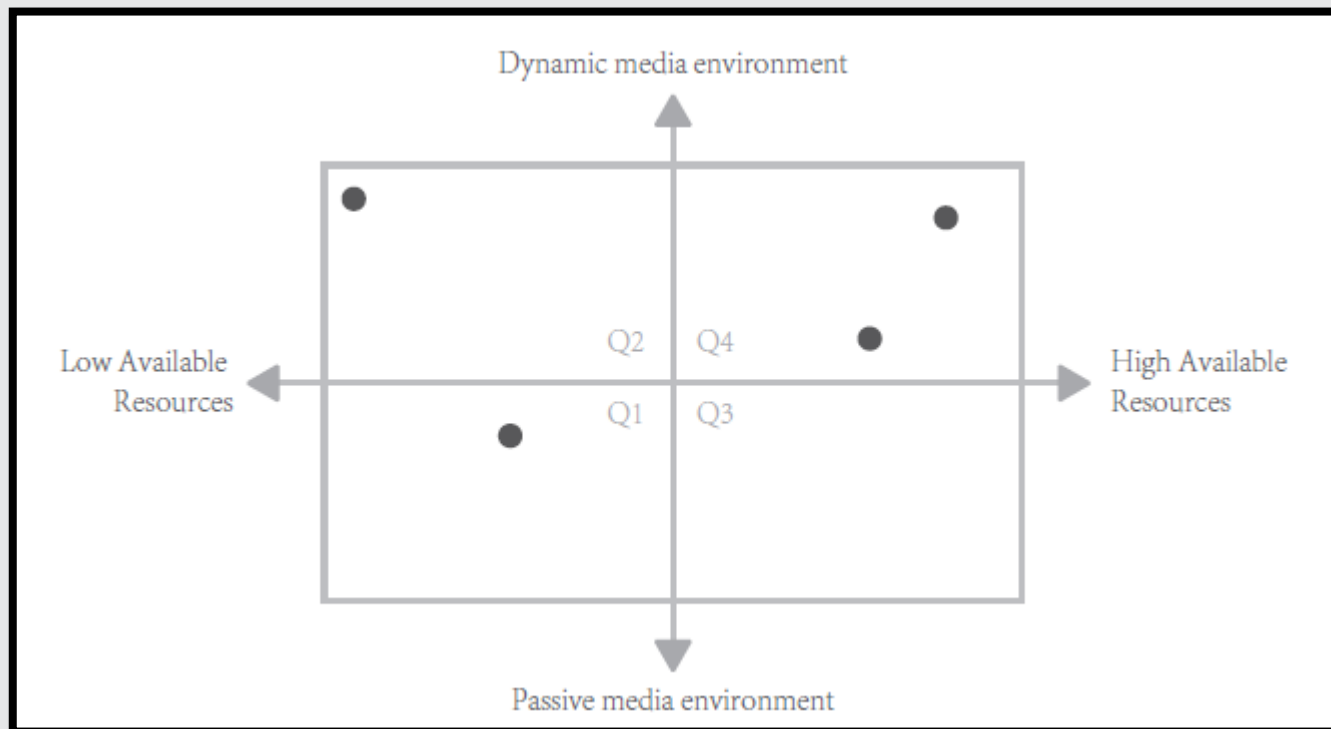 Dynamic media environment
Q2 Q4
Low Available
Resources
High Available
Resources
Q1 Q3
Passive media environment